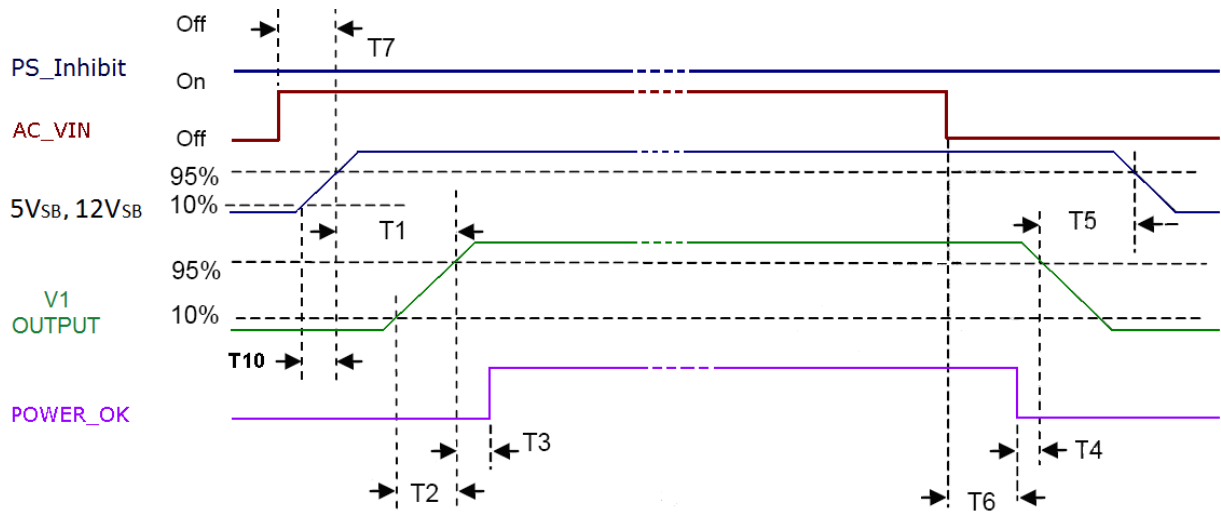 Off
T7
PS_Inhibit
On
AC_VIN
Off
95%
5VSB, 12VSB
10%
T1
T5
95%
V1
OUTPUT
10%
T10
POWER_OK
T3
T4
T2
T6